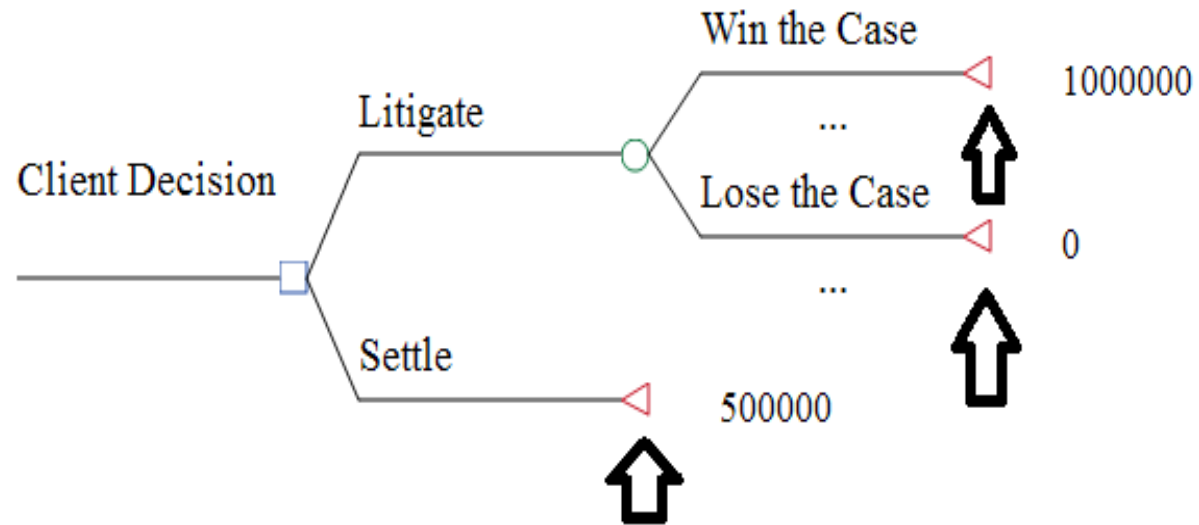 Win the Case
1000000
Litigate
...
Client Decision
Lose the Case
0
...
Settle
500000